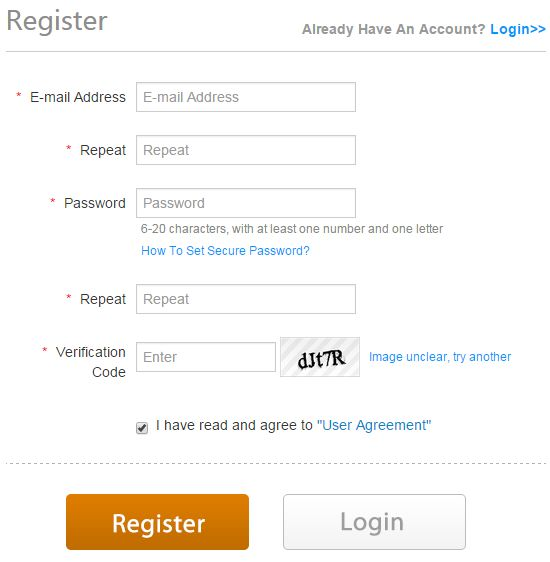 Register
Already Have An Account? Login>>
* E-mail Address E-mail Address
* Repeat Repeat
* Password Password
6-20 characters, with at least one number and one letter
How To Set Secure Password?
* Repeat Repeat
* Verification Code Enter dJt7R Image unclear, try another
I have read and agree to "User Agreement"
Register Login